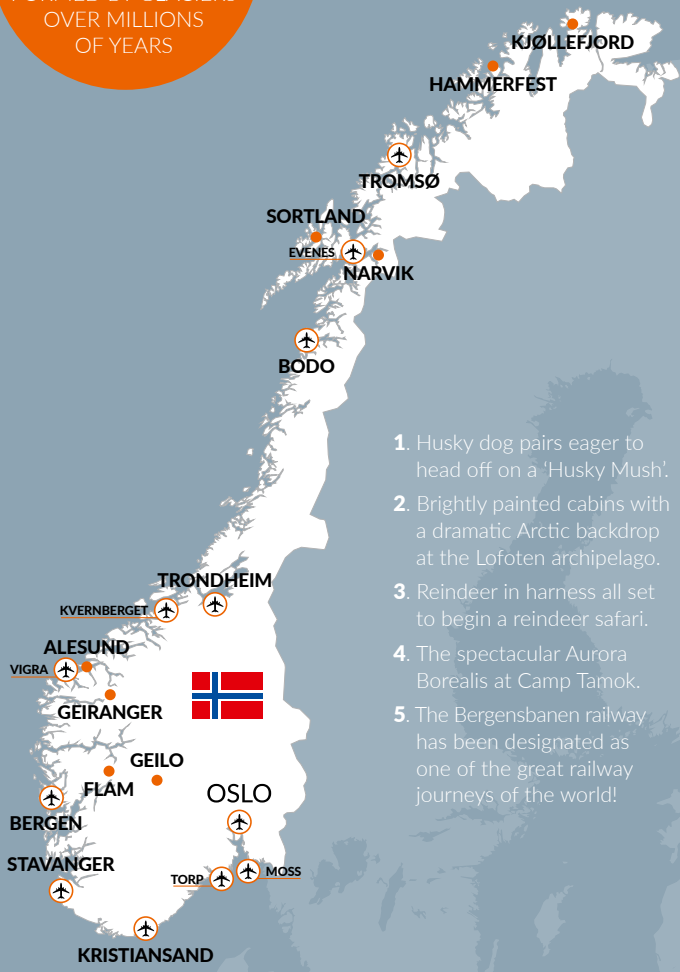 OVER MILLIONS
OF YEARS
KJØLLEFJORD
HAMMERFEST
TROMSØ
SORTLAND
EVENES
NARVIK
BODO
1. Husky dog pairs eager to
head off on a ‘Husky Mush’.
2. Brightly painted cabins with
a dramatic Arctic backdrop
at the Lofoten archipelago.
3. Reindeer in harness all set
to begin a reindeer safari.
4. The spectacular Aurora
Borealis at Camp Tamok.
5. The Bergensbanen railway
has been designated as
one of the great railway
journeys of the world!
TRONDHEIM
KVERNBERGET
ALESUND
VIGRA
GEIRANGER
GEILO
FLAM
OSLO
BERGEN
STAVANGER
TORP
MOSS
KRISTIANSAND